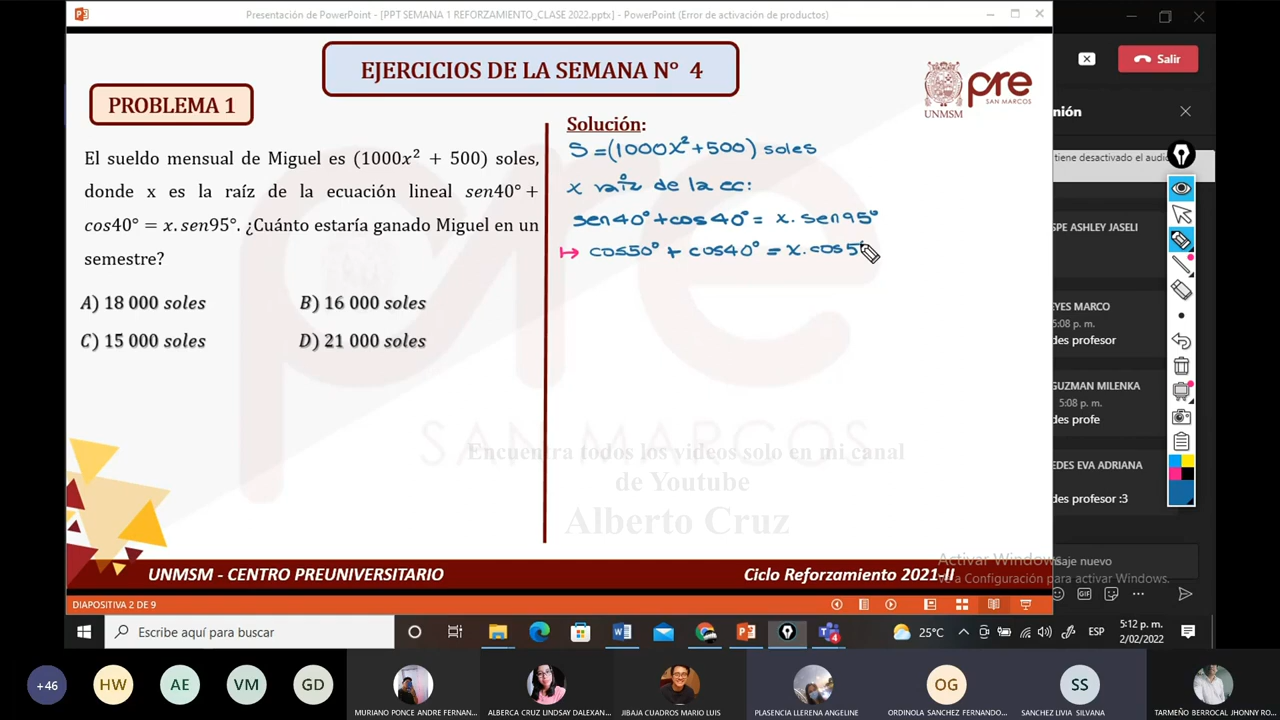 Presentación de PowerPoint - [PPT SEMANA 1 REFORZAMIENTO_CLASE 2022.pptx] - PowerPoint (Error de activación de productos)
EJERCICIOS DE LA SEMANA N° 4
PROBLEMA 1
pre
SAN MARCOS
UNMSM
El sueldo mensual de Miguel es (1000x² + 500) soles,
donde x es la raíz de la ecuación lineal sen40° +
cos40° = x.sen95°. ¿Cuánto estaría ganado Miguel en un
semestre?
A) 18 000 soles
B) 16 000 soles
C) 15 000 soles
D) 21 000 soles
Solución:
S = (1000x² + 500) soles
x raíz de la ec:
sen40° + cos40° = x. sen95°
↦ cos50° + cos40° = x. cos5°
pre
SAN MARCOS
Encuentra todos los videos solo en mi canal
de Youtube
Alberto Cruz
UNMSM - CENTRO PREUNIVERSITARIO
Ciclo Reforzamiento 2021-II
DIAPOSITIVA 2 DE 9
Salir
nión
tiene desactivado el audio
ASHLEY JASELI
EYES MARCO
5:08 p. m.
des profesor
GUZMAN MILENKA
5:08 p. m.
des profe
EDES EVA ADRIANA
des profesor :3
Activar Windows
Ve a Configuración para activar Windows.
saje nuevo
GIF
Escribe aquí para buscar
25°C
ESP
5:12 p. m.
2/02/2022
+46
HW
AE
VM
GD
OG
SS
MURIANO PONCE ANDRE FERNAN...
ALBERCA CRUZ LINDSAY DALEXAN...
JIBAJA CUADROS MARIO LUIS
PLASENCIA LLERENA ANGELINE
ORDINOLA SANCHEZ FERNANDO...
SANCHEZ LIVIA SILVANA
TARMEÑO BERROCAL JHONNY RO...